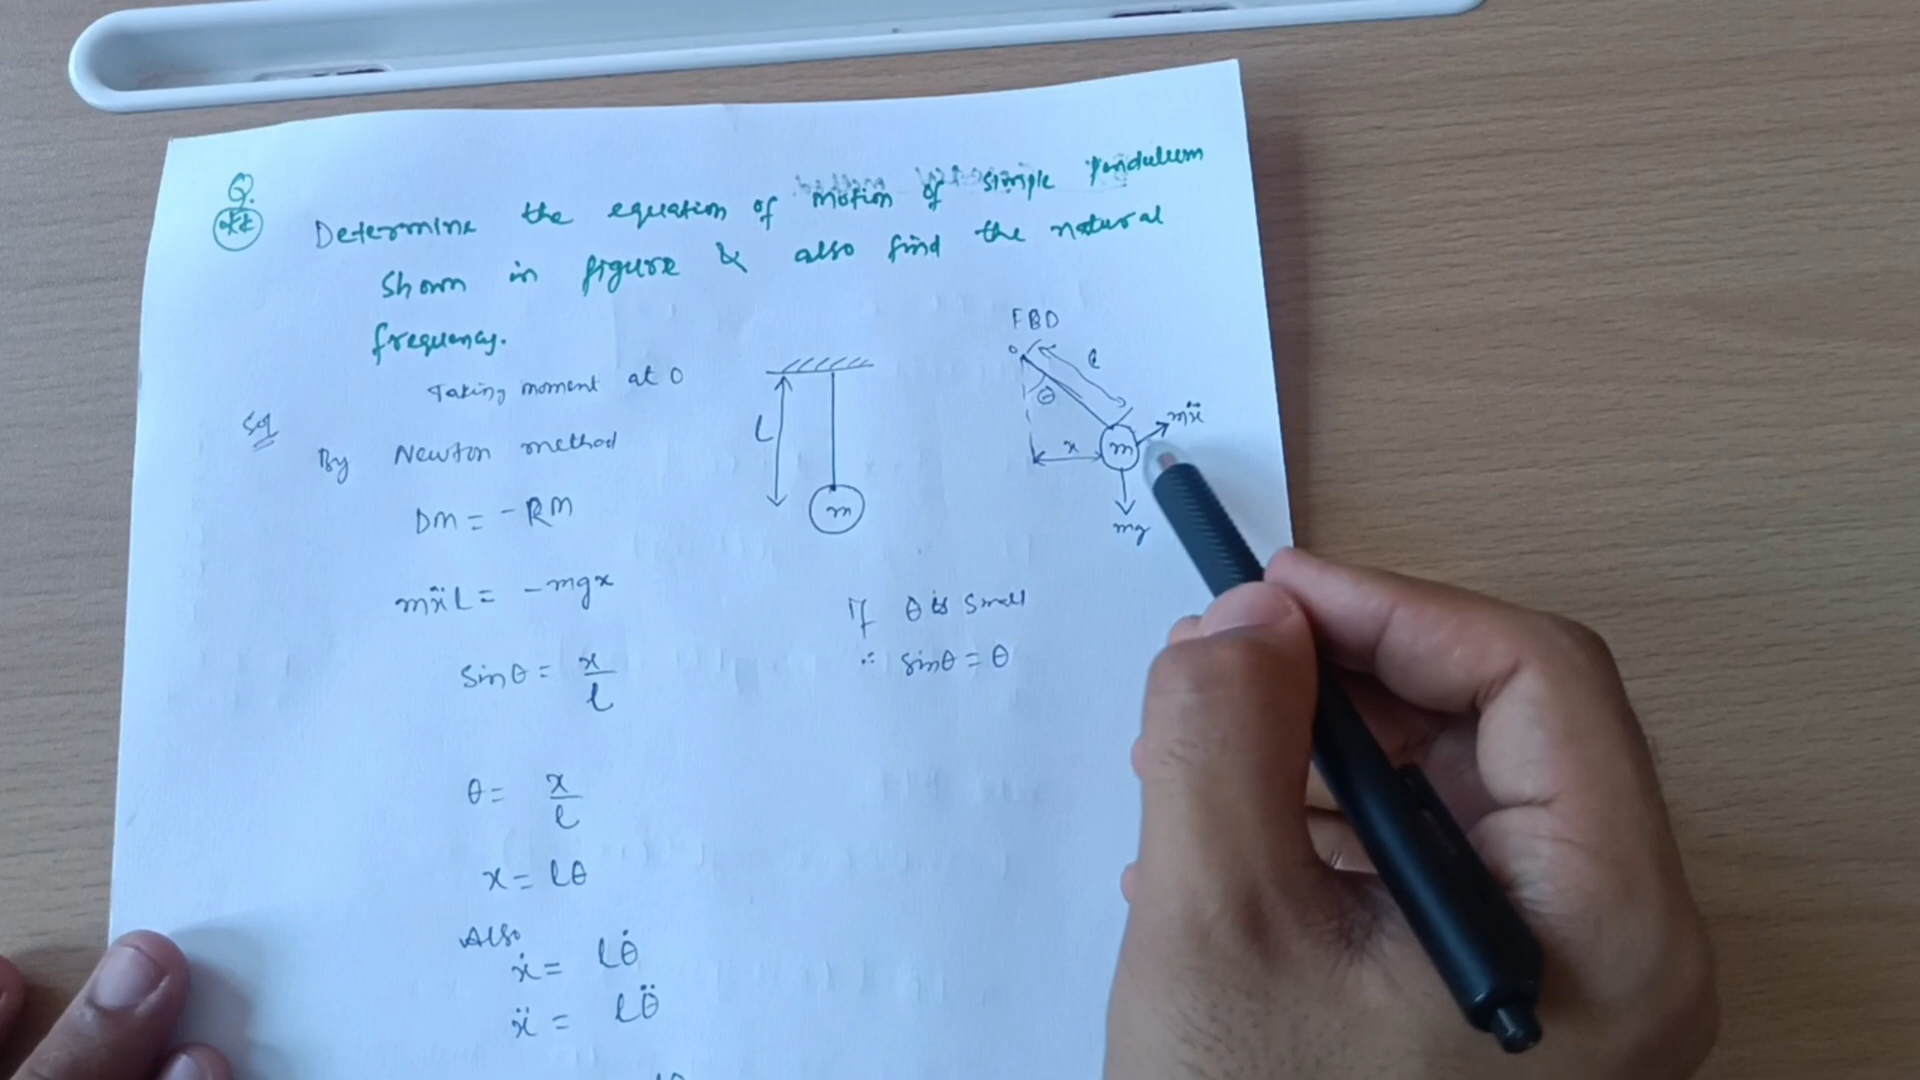 Q.
**
Determine the equation of motion of simple pendulum
shown in figure & also find the natural
frequency.
Taking moment at O
Sol
By Newton method
DM = - RM
mẍL = - mgx
sinθ = x/l
θ = x/l
x = lθ
Also
ẋ = lθ̇
ẍ = lθ̈
L
m
FBD
o
l
θ
mẍ
x
m
mg
If θ is small
∴ sinθ = θ